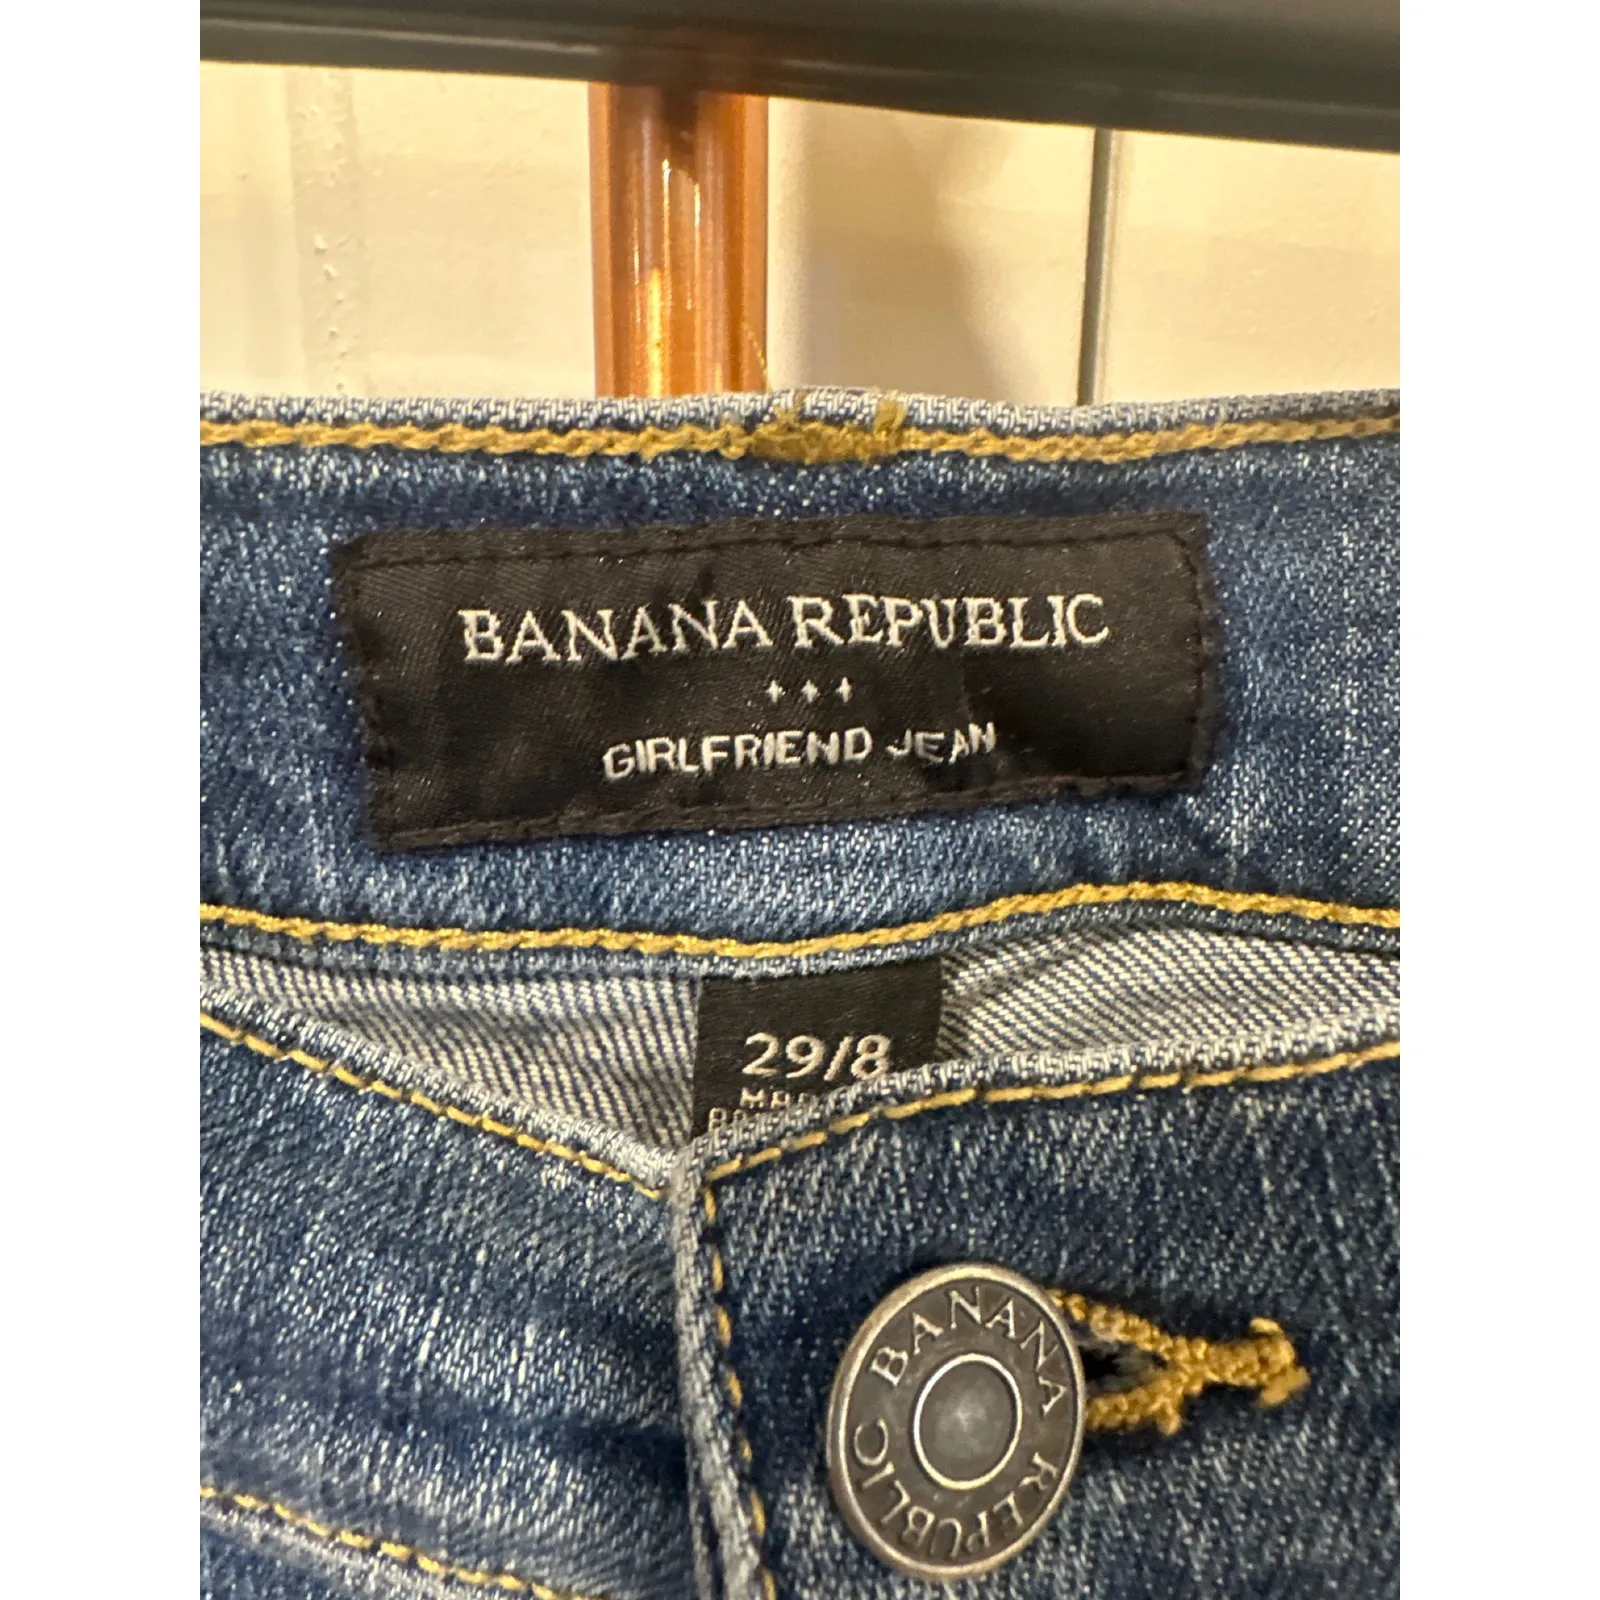 BANANA REPUBLIC
GIRLFRIEND JEAN
29/8
BANANA REPUBLIC